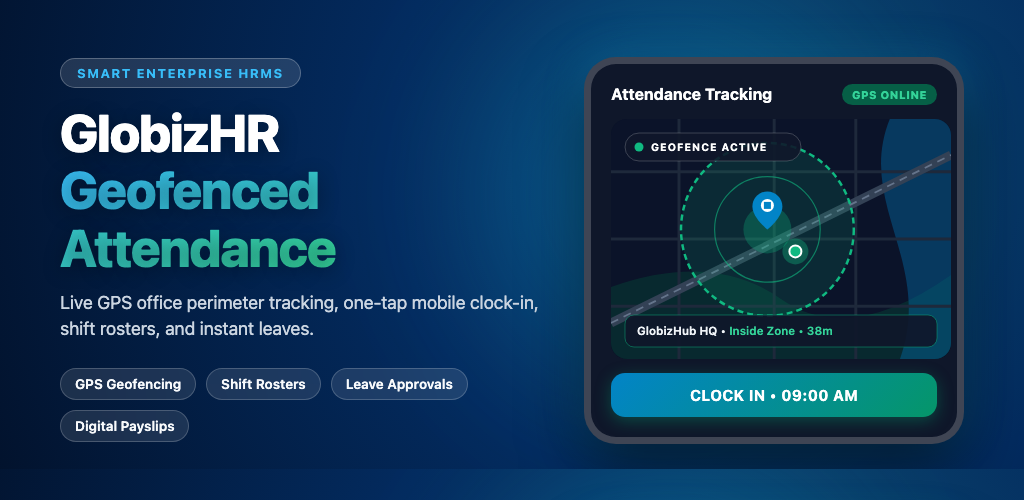 SMART ENTERPRISE HRMS
GlobizHR
Geofenced
Attendance
Live GPS office perimeter tracking, one-tap mobile clock-in,
shift rosters, and instant leaves.
GPS Geofencing
Shift Rosters
Leave Approvals
Digital Payslips
Attendance Tracking
GPS ONLINE
GEOFENCE ACTIVE
GlobizHub HQ • Inside Zone • 38m
CLOCK IN • 09:00 AM